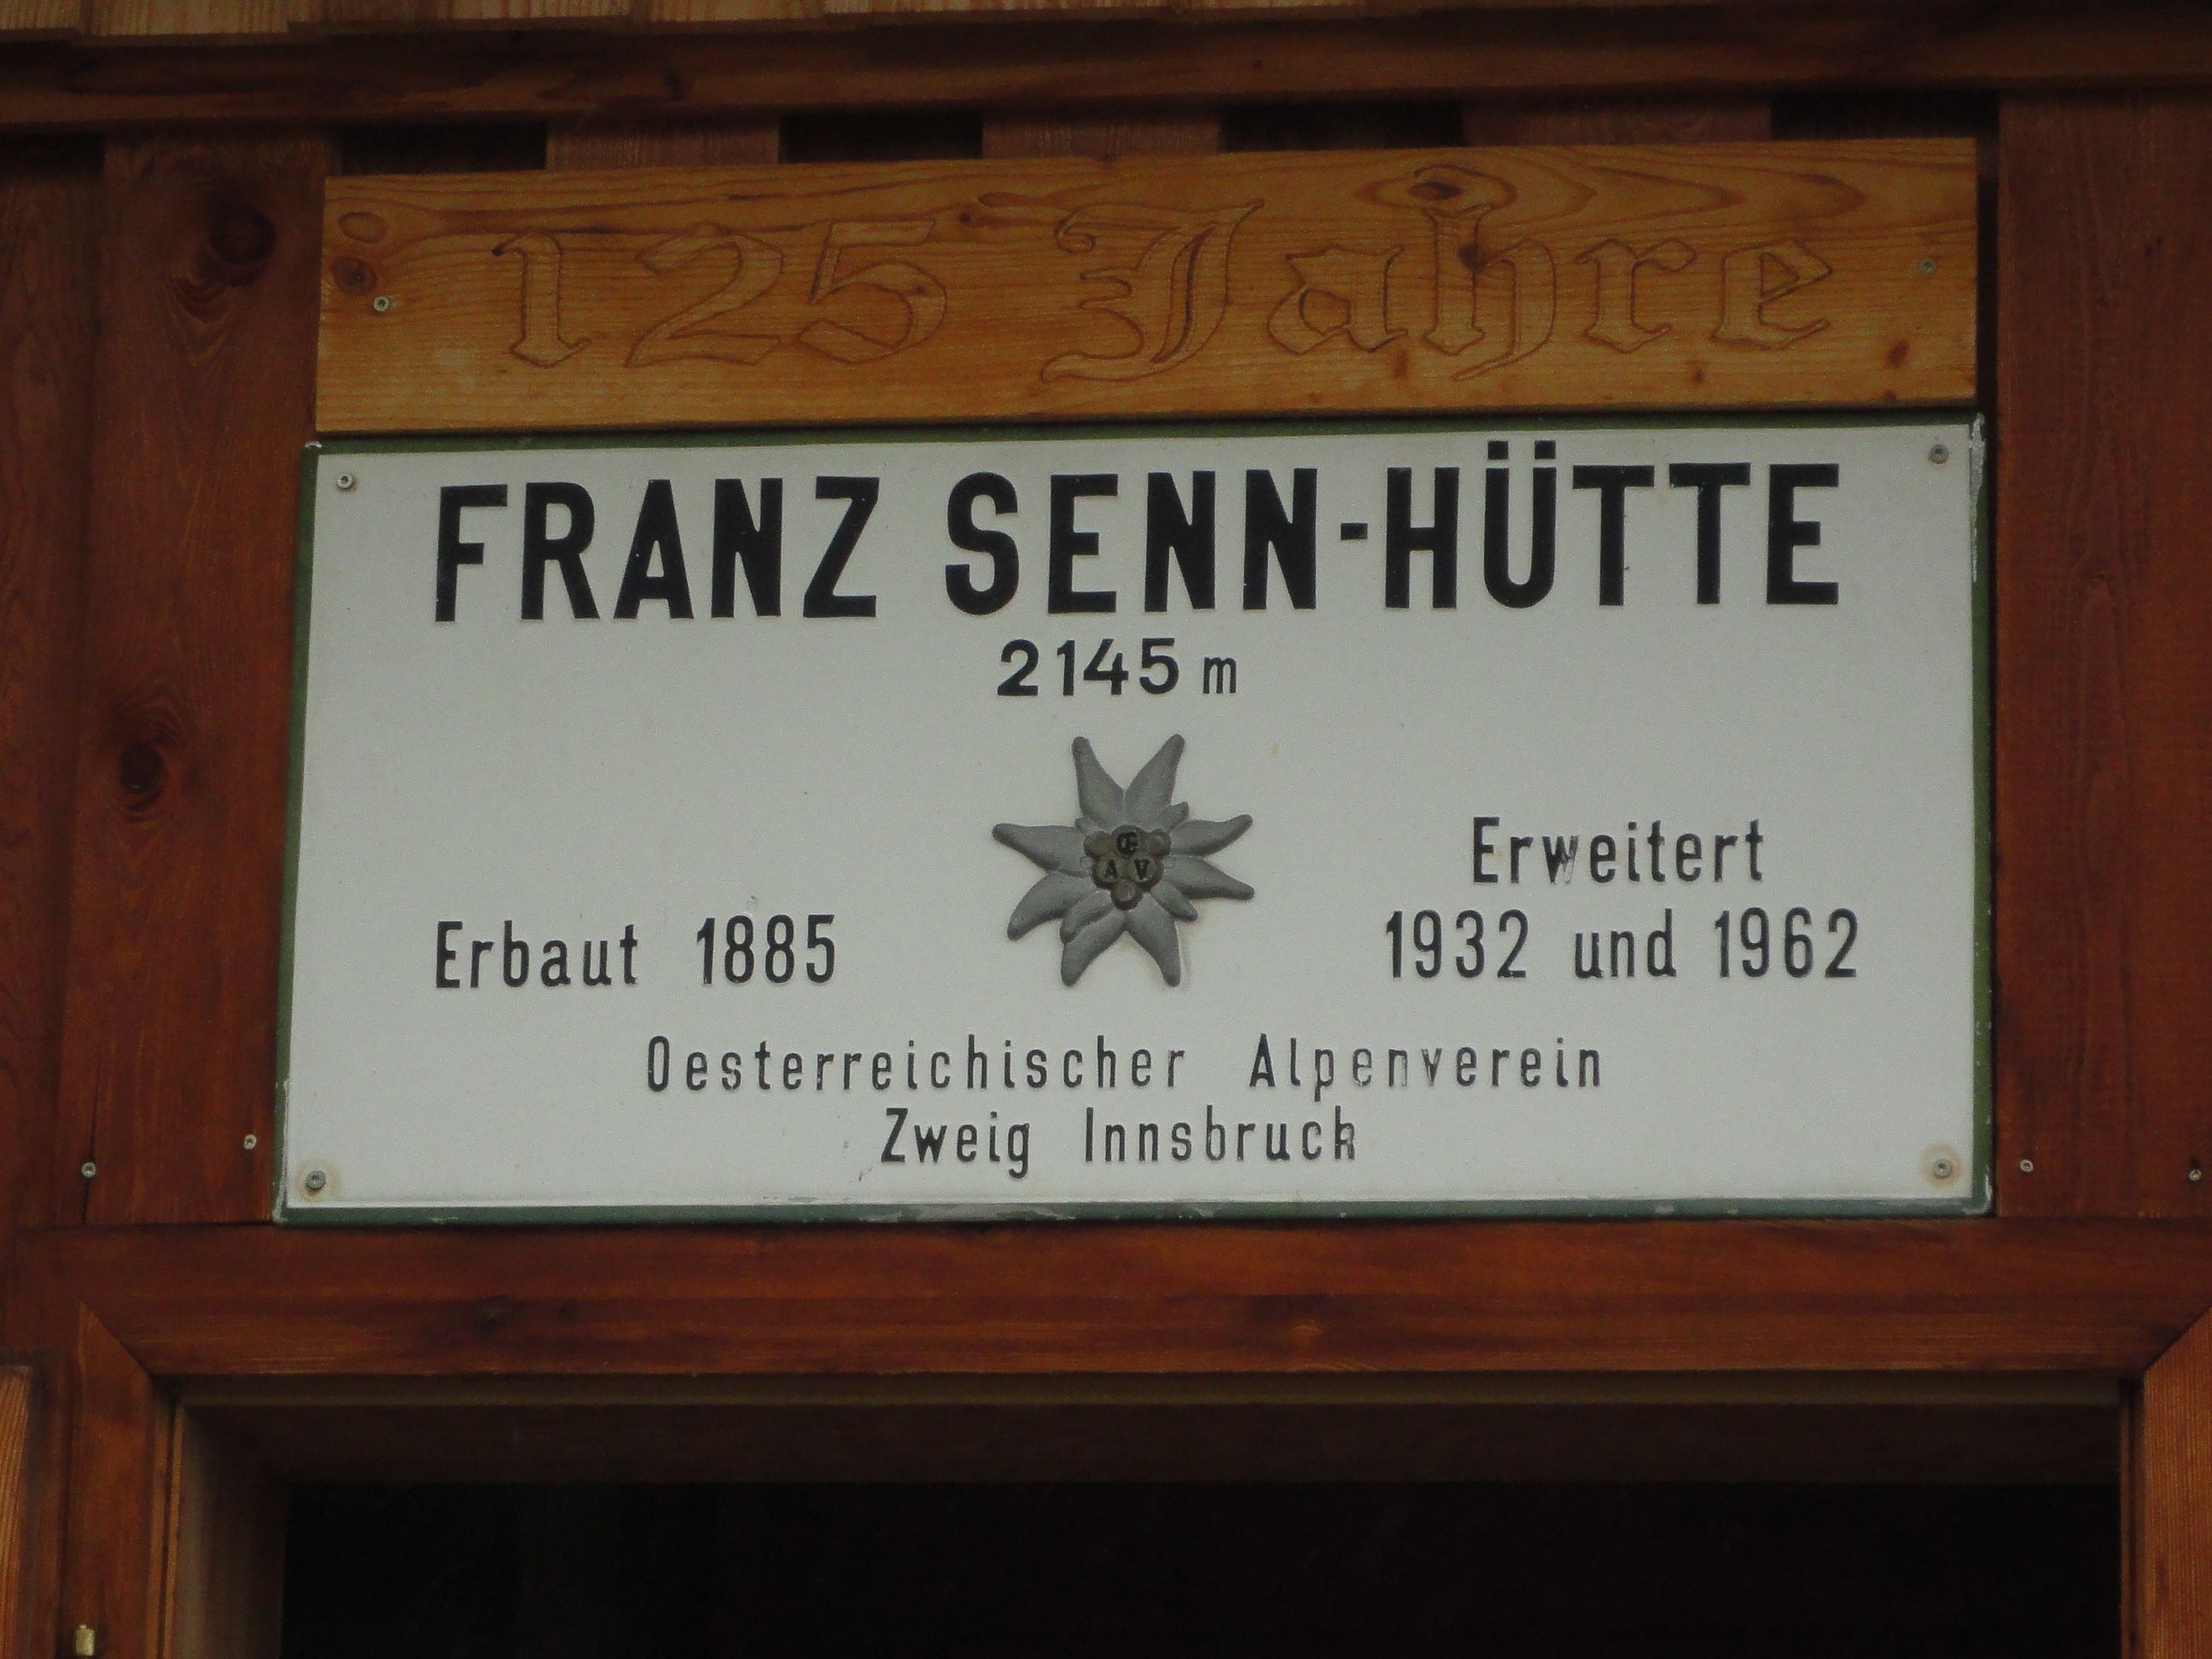 125 Jahre
FRANZ SENN-HÜTTE
2145 m
Œ
A V
Erweitert
Erbaut 1885
1932 und 1962
Oesterreichischer Alpenverein
Zweig Innsbruck